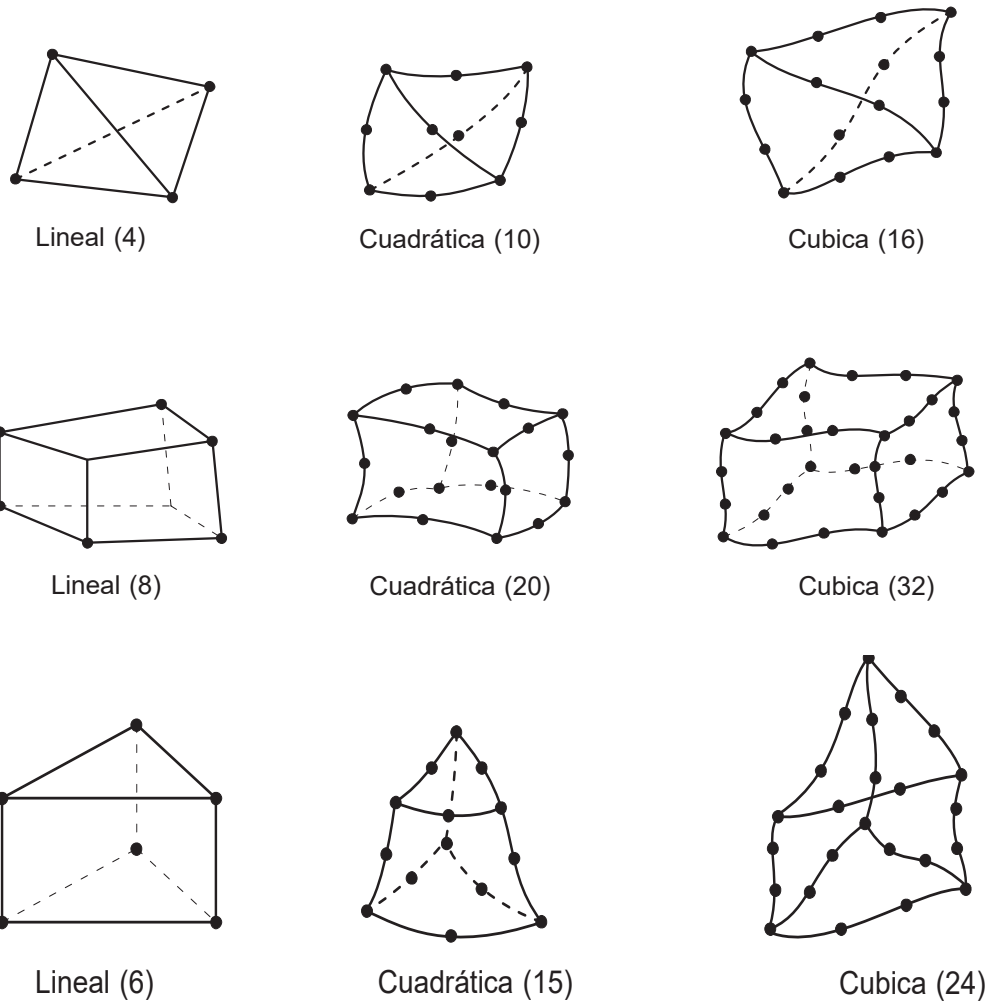 Lineal (4)
Cuadrática (10)
Cubica (16)
Lineal (8)
Cuadrática (20)
Cubica (32)
Lineal (6)
Cuadrática (15)
Cubica (24)